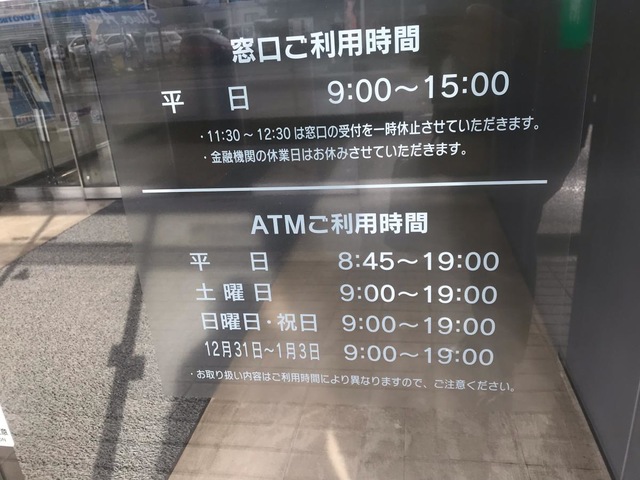 窓口ご利用時間
平 日 9:00～15:00
・11:30～12:30は窓口の受付を一時休止させていただきます。
・金融機関の休業日はお休みさせていただきます。
ATMご利用時間
平 日 8:45～19:00
土 曜 日 9:00～19:00
日曜日・祝日 9:00～19:00
12月31日～1月3日 9:00～19:00
・お取り扱い内容はご利用時間により異なりますので、ご注意ください。